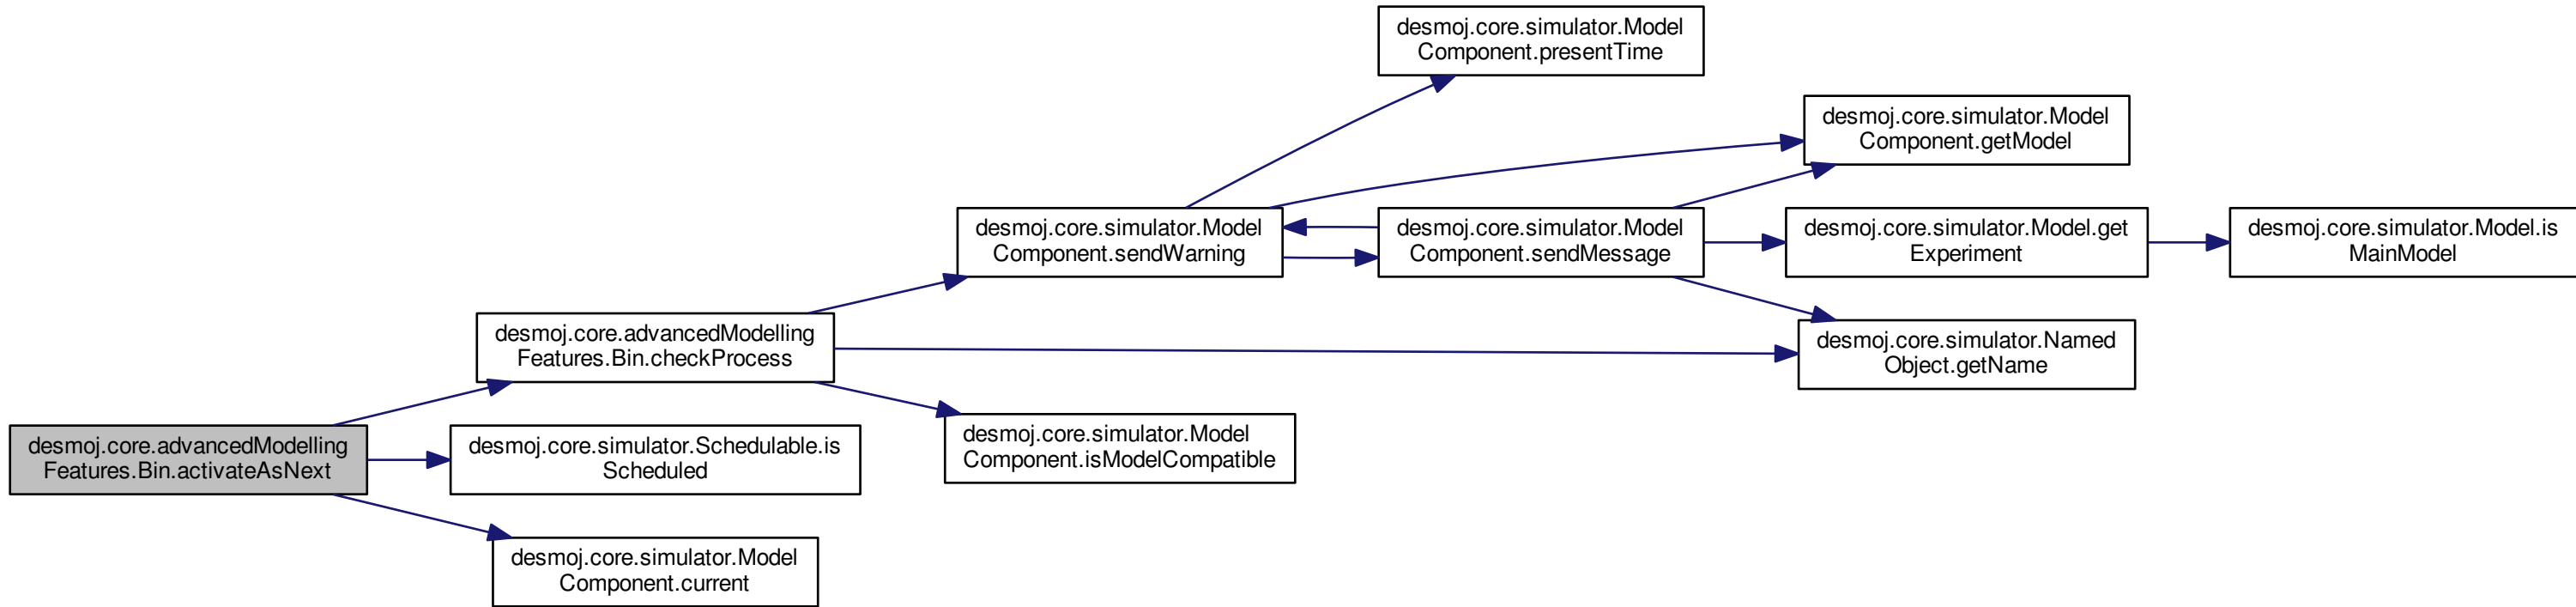 desmoj.core.simulator.Model
Component.presentTime
desmoj.core.simulator.Model
Component.getModel
desmoj.core.simulator.Model
Component.sendWarning
desmoj.core.simulator.Model
Component.sendMessage
desmoj.core.simulator.Model.get
Experiment
desmoj.core.simulator.Model.is
MainModel
desmoj.core.advancedModelling
Features.Bin.checkProcess
desmoj.core.simulator.Named
Object.getName
desmoj.core.advancedModelling
Features.Bin.activateAsNext
desmoj.core.simulator.Schedulable.is
Scheduled
desmoj.core.simulator.Model
Component.isModelCompatible
desmoj.core.simulator.Model
Component.current